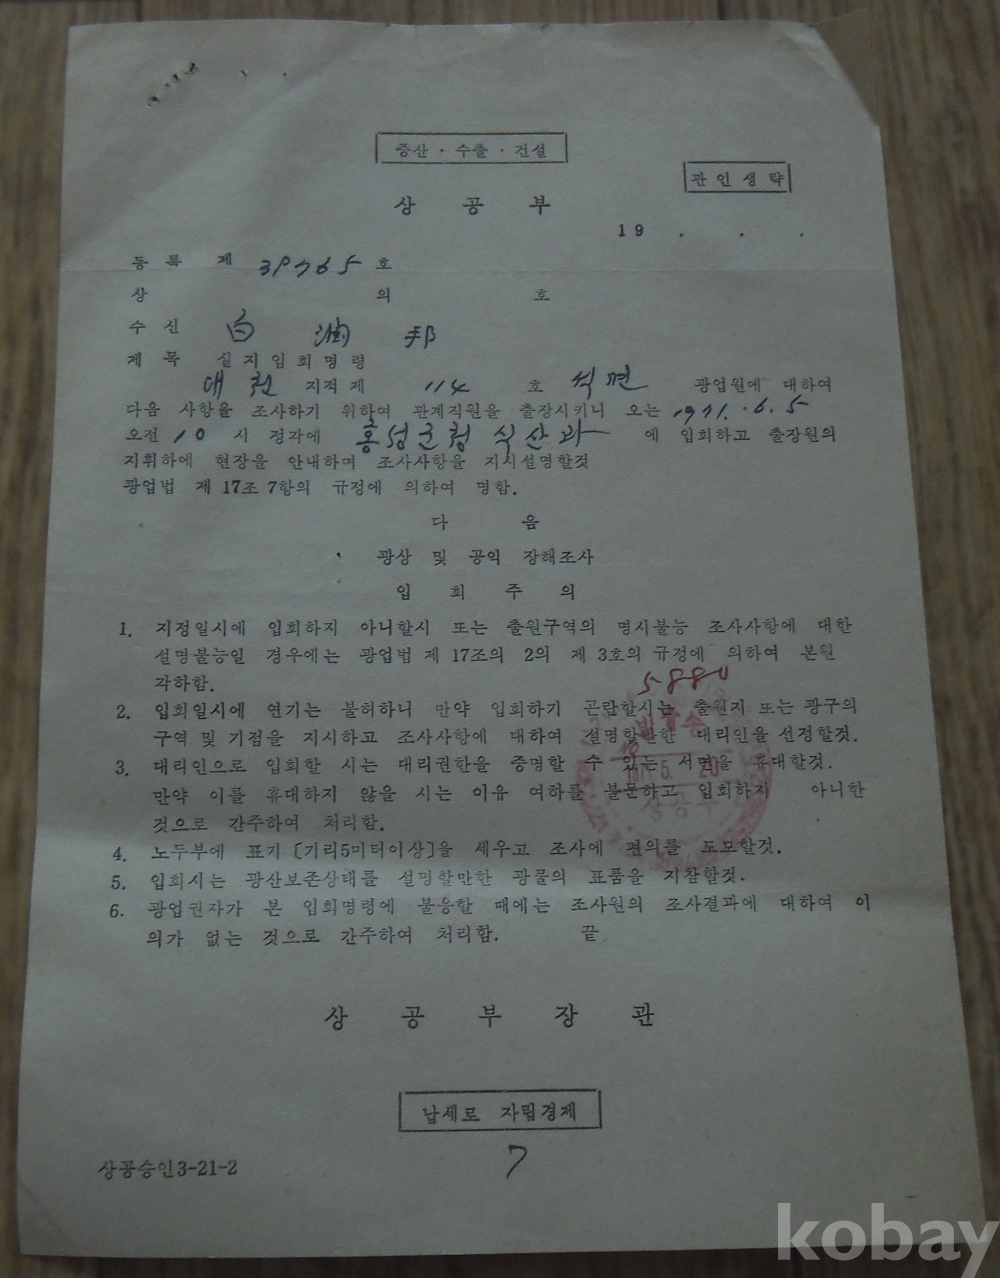 증산 · 수출 · 건설
관인생략
상 공 부
19 . . .
등록 제 39765 호
상 의 호
수신 白 潤 邦
제목 실지입회명령
대천 지적제 114 호 석면 광업원에 대하여
다음 사항을 조사하기 위하여 관계직원을 출장시키니 오는 1971. 6. 5
오전 10 시 정각에 홍성군청 식산과 에 입회하고 출장원의
지휘하에 현장을 안내하며 조사사항을 지시설명할것
광업법 제 17조 7항의 규정에 의하여 명함.
다 음
광상 및 공익 장해조사
입 회 주 의
1. 지정일시에 입회하지 아니할시 또는 출원구역의 명시불능 조사사항에 대한
설명불능일 경우에는 광업법 제 17조의 2의 제 3호의 규정에 의하여 본원
각하함.
5880
2. 입회일시에 연기는 불허하니 만약 입회하기 곤란할시는 출원지 또는 광구의
구역 및 기점을 지시하고 조사사항에 대하여 설명할만한 대리인을 선정할것.
3. 대리인으로 입회할 시는 대리권한을 증명할 수 있는 서면을 휴대할것.
만약 이를 휴대하지 않을 시는 이유 여하를 불문하고 입회하지 아니한
것으로 간주하여 처리함.
발송
1971. 5. 20
상공부
4. 노두부에 표기 [기리5미터이상]을 세우고 조사에 편의를 도모할것.
5. 입회시는 광산보존상태를 설명할만한 광물의 표품을 지참할것.
6. 광업권자가 본 입회명령에 불응할 때에는 조사원의 조사결과에 대하여 이
의가 없는 것으로 간주하여 처리함. 끝
상 공 부 장 관
납세로 자립경제
7
상공승인 3-21-2
kobay